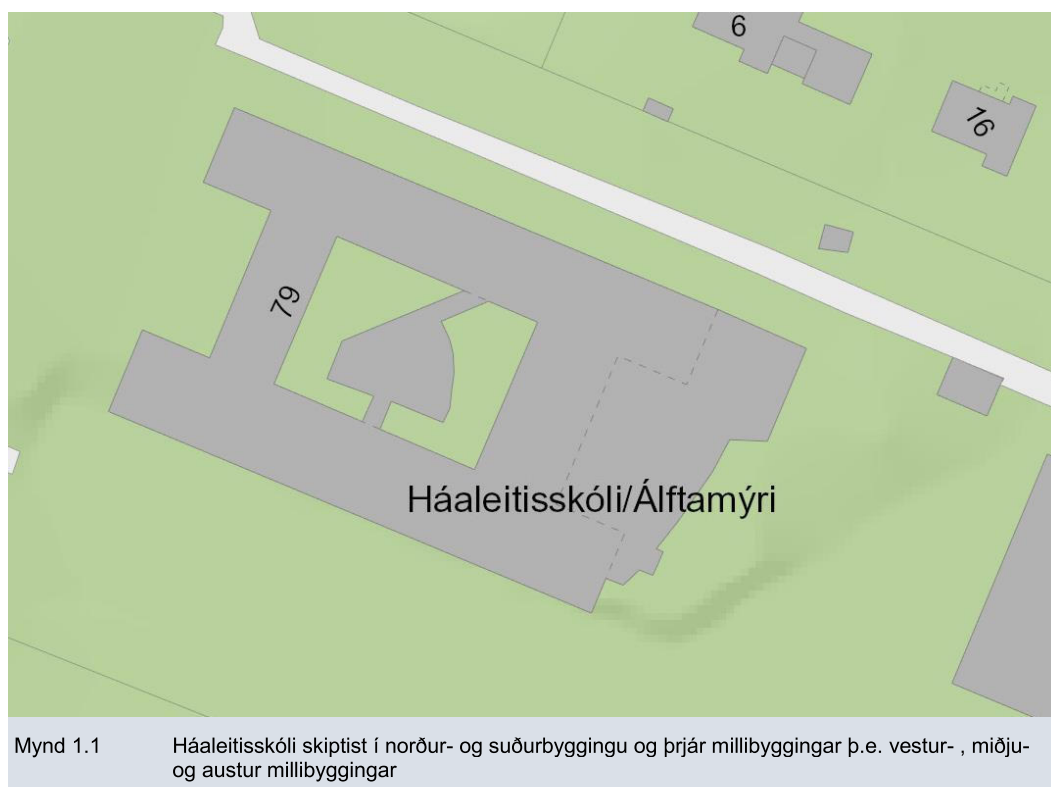 6
16
79
Háaleitisskóli/Álftamýri
Mynd 1.1 Háaleitisskóli skiptist í norður- og suðurbyggingu og þrjár millibyggingar þ.e. vestur- , miðju-
og austur millibyggingar